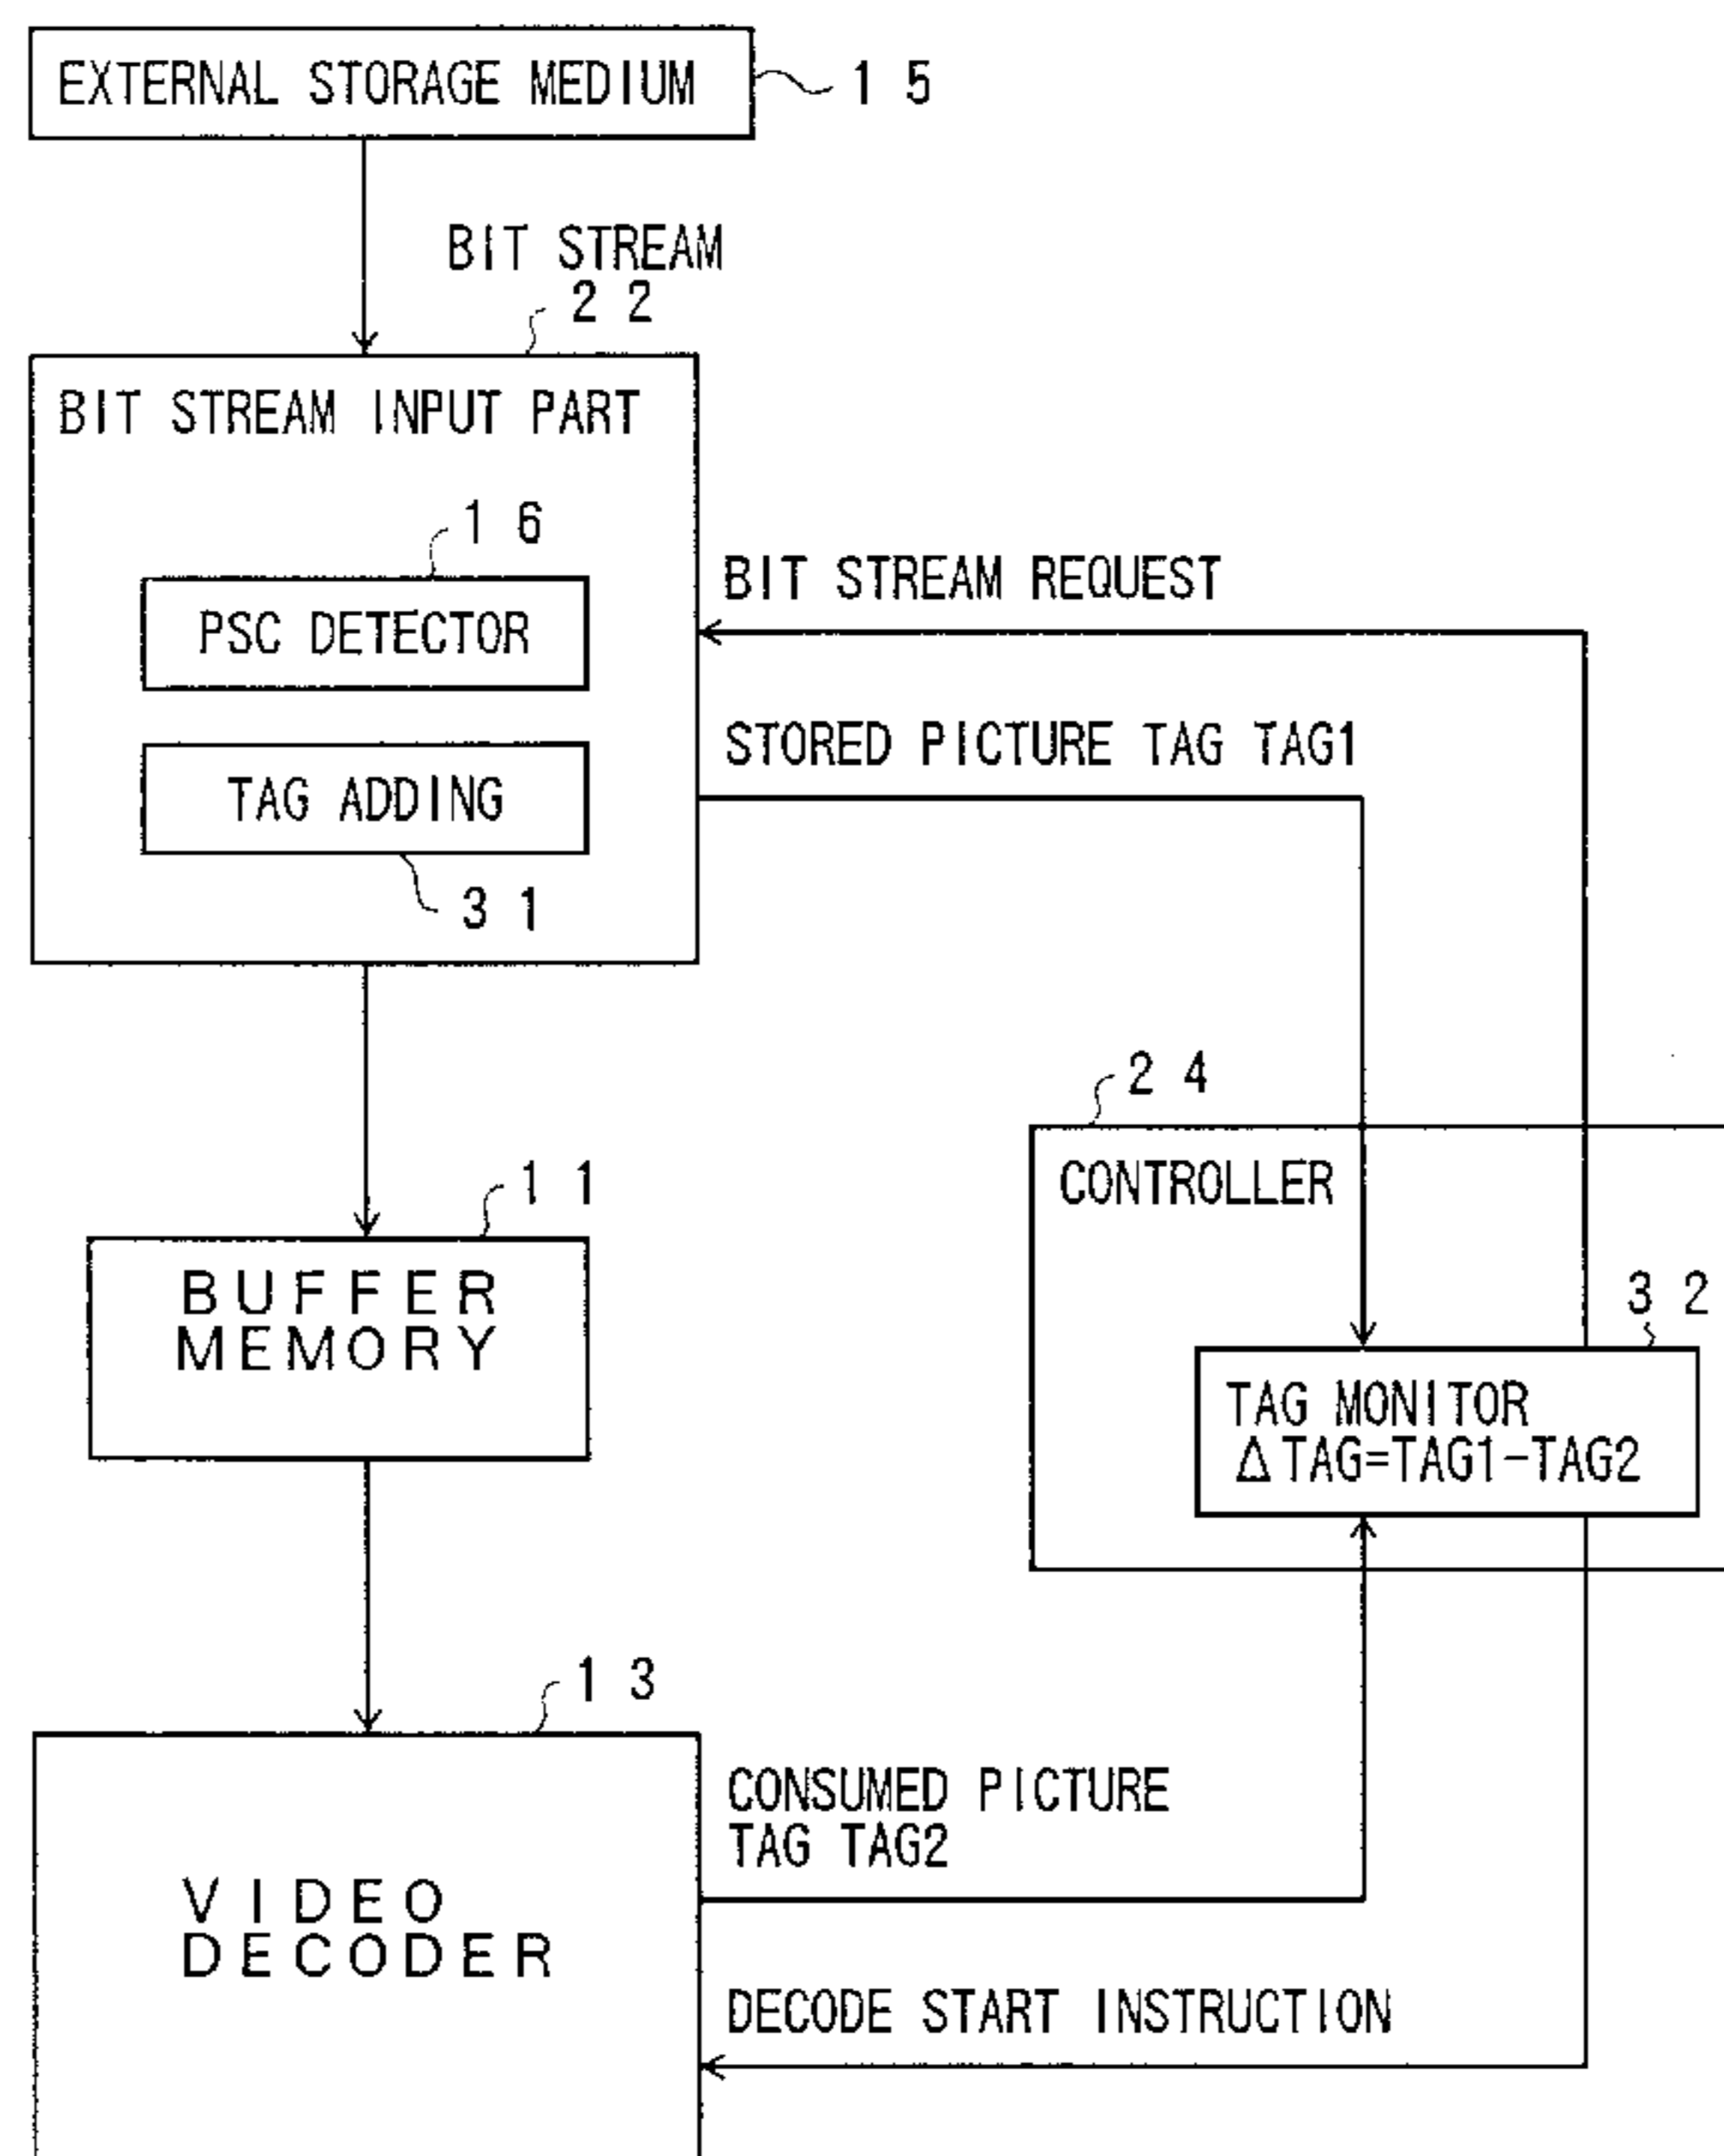 EXTERNAL STORAGE MEDIUM
15
BIT STREAM
22
BIT STREAM INPUT PART
16
PSC DETECTOR
BIT STREAM REQUEST
STORED PICTURE TAG TAG1
TAG ADDING
31
24
CONTROLLER
11
BUFFER
MEMORY
32
TAG MONITOR
ΔTAG=TAG1-TAG2
13
CONSUMED PICTURE
TAG TAG2
VIDEO
DECODER
DECODE START INSTRUCTION